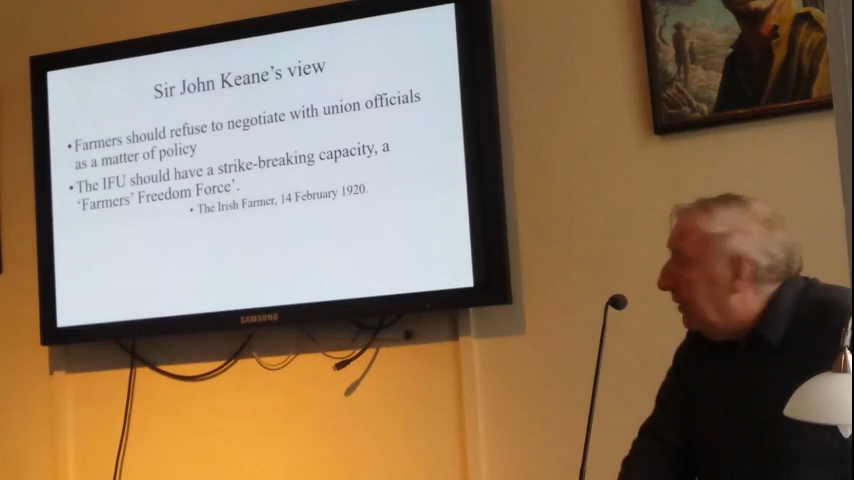 Sir John Keane's view
• Farmers should refuse to negotiate with union officials
as a matter of policy
• The IFU should have a strike-breaking capacity, a
'Farmers' Freedom Force'.
• The Irish Farmer, 14 February 1920.
SAMSUNG